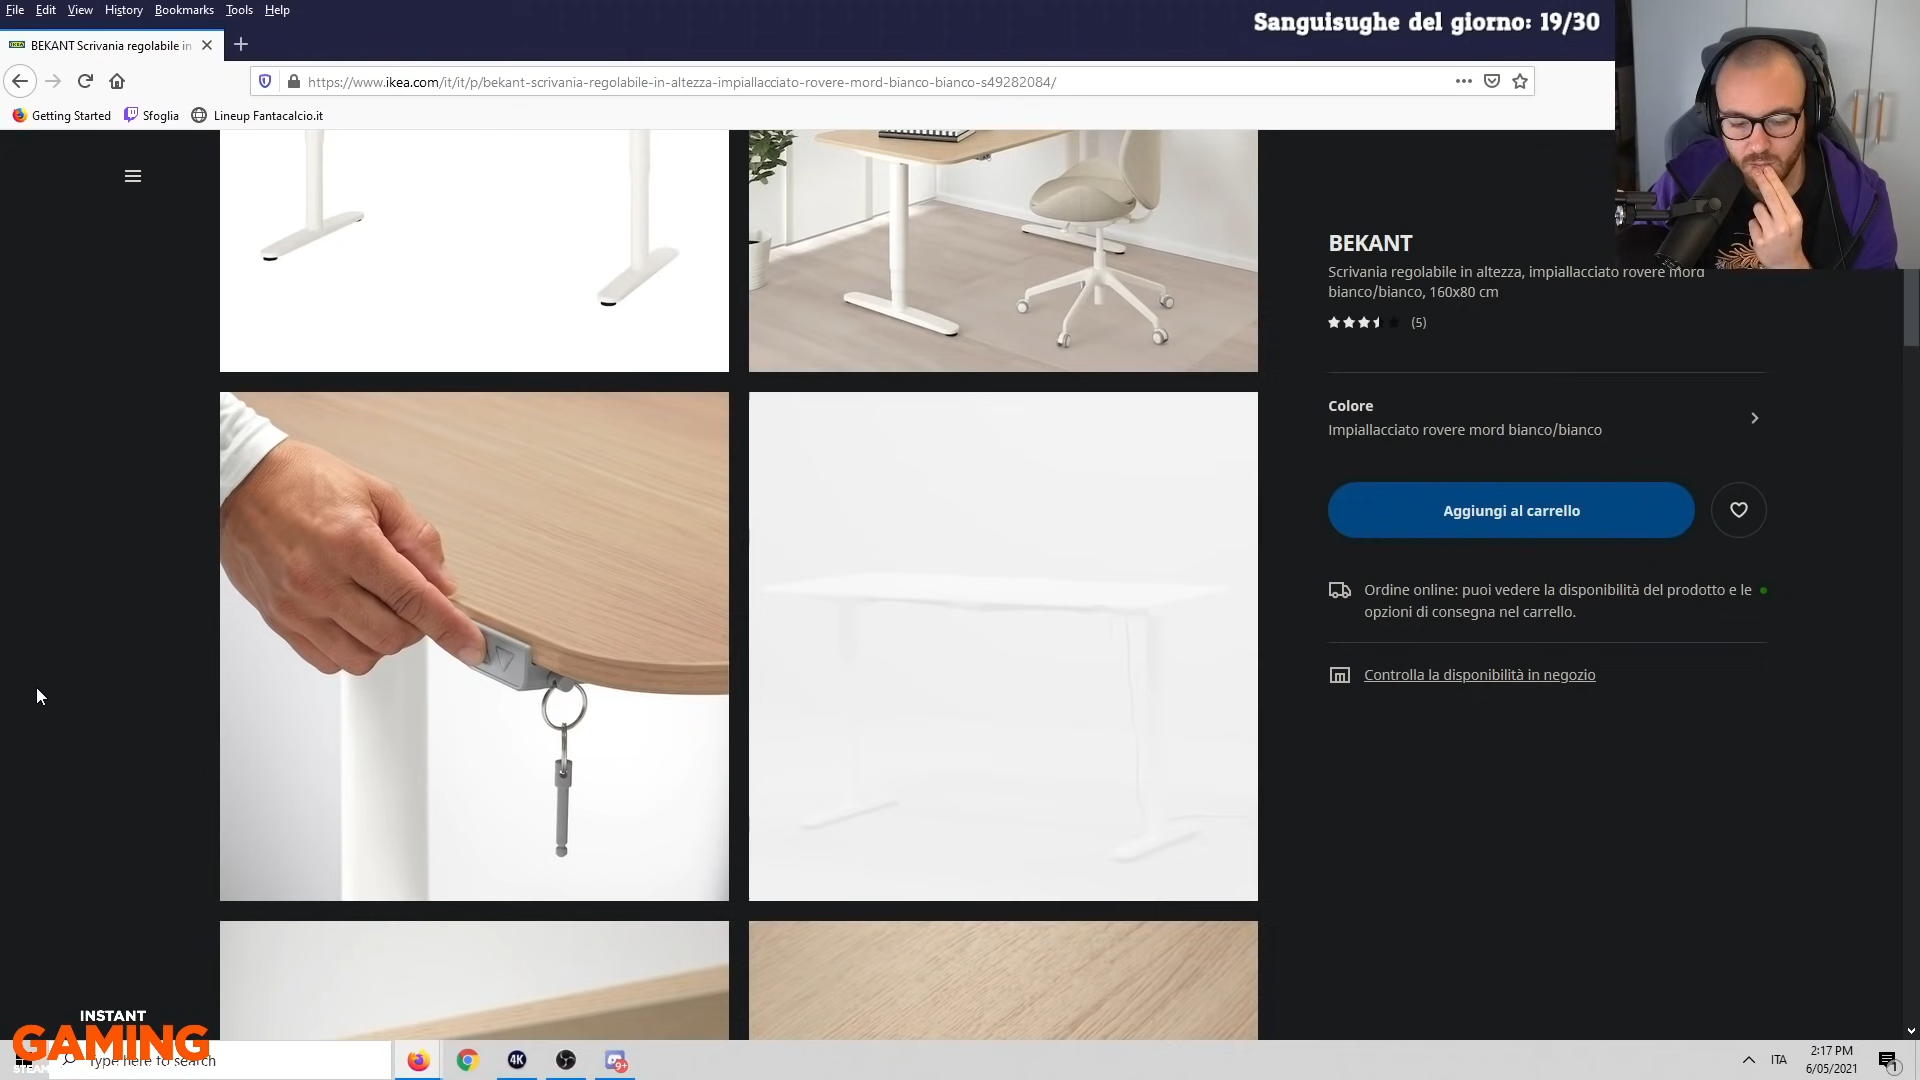 File Edit View History Bookmarks Tools Help
Sanguisughe del giorno: 19/30
IKEA BEKANT Scrivania regolabile in
https://www.ikea.com/it/it/p/bekant-scrivania-regolabile-in-altezza-impiallacciato-rovere-mord-bianco-bianco-s49282084/
Getting Started Sfoglia Lineup Fantacalcio.it
BEKANT
Scrivania regolabile in altezza, impiallacciato rovere mord
bianco/bianco, 160x80 cm
(5)
Colore
Impiallacciato rovere mord bianco/bianco
Aggiungi al carrello
Ordine online: puoi vedere la disponibilità del prodotto e le
opzioni di consegna nel carrello.
Controlla la disponibilità in negozio
INSTANT
GAMING
Type here to search
4K
9+
ITA
2:17 PM
6/05/2021
1